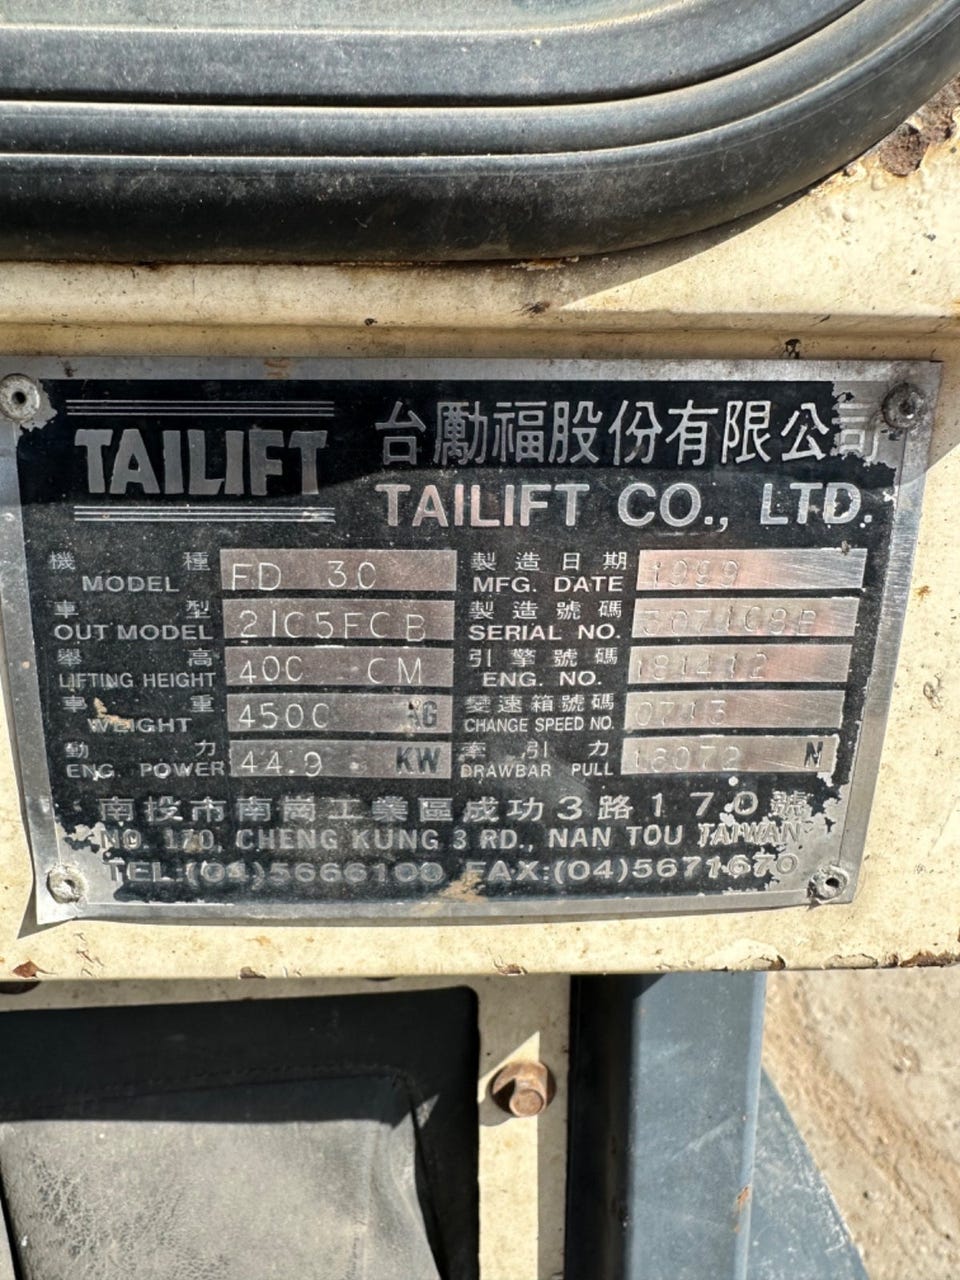 TAILIFT
台勵福股份有限公司
TAILIFT CO., LTD.
機種 MODEL FD 30
製造日期 MFG. DATE 1999
車型 OUT MODEL 21C5FCB
製造號碼 SERIAL NO.
舉高 LIFTING HEIGHT 400 CM
引擎號碼 ENG. NO. 181412
車重 WEIGHT 4500 KG
變速箱號碼 CHANGE SPEED NO. 0713
動力 ENG. POWER 44.9 KW
牽引力 DRAWBAR PULL 16072 N
南投市南崗工業區成功3路170號
NO. 170, CHENG KUNG 3 RD., NAN TOU TAIWAN
TEL:(04)5666100 FAX:(04)5671670